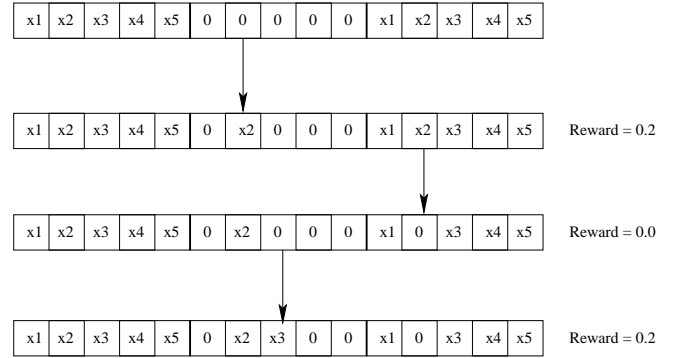 x1 x2 x3 x4 x5 0 0 0 0 0 x1 x2 x3 x4 x5
x1 x2 x3 x4 x5 0 x2 0 0 0 x1 x2 x3 x4 x5 Reward = 0.2
x1 x2 x3 x4 x5 0 x2 0 0 0 x1 0 x3 x4 x5 Reward = 0.0
x1 x2 x3 x4 x5 0 x2 x3 0 0 x1 0 x3 x4 x5 Reward = 0.2